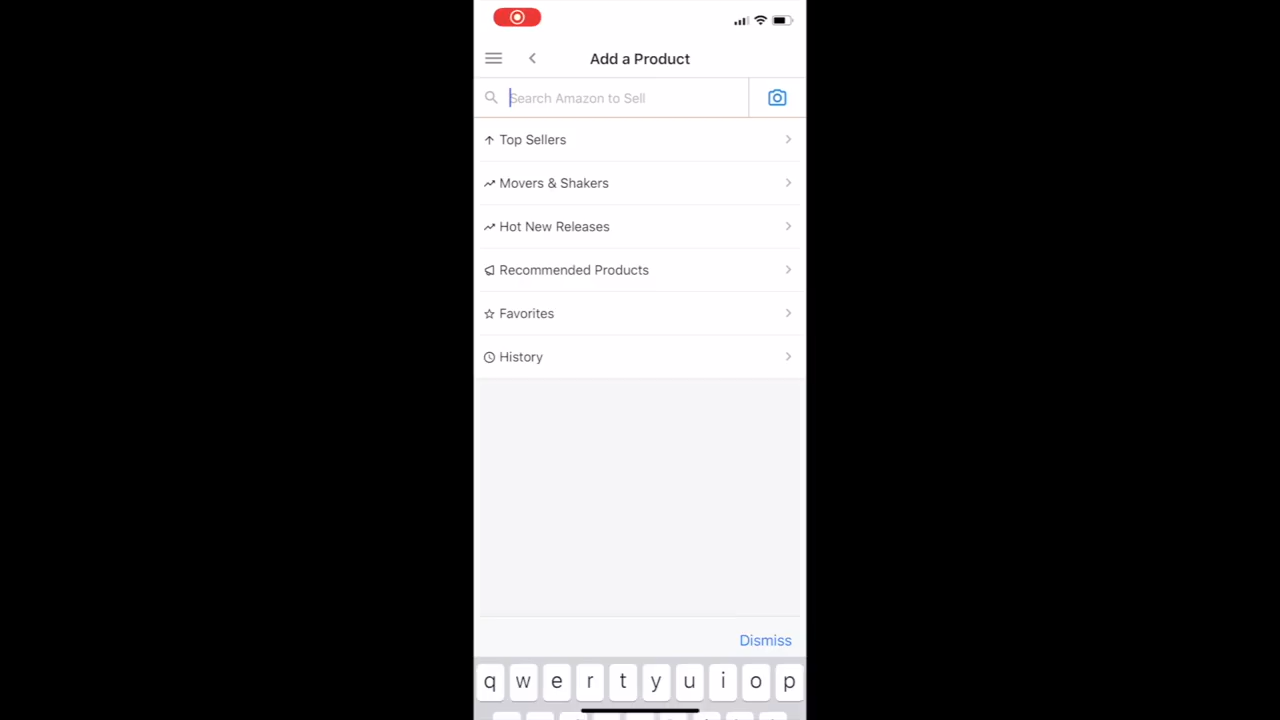 Add a Product
Search Amazon to Sell
Top Sellers
Movers & Shakers
Hot New Releases
Recommended Products
Favorites
History
Dismiss
q w e r t y u i o p